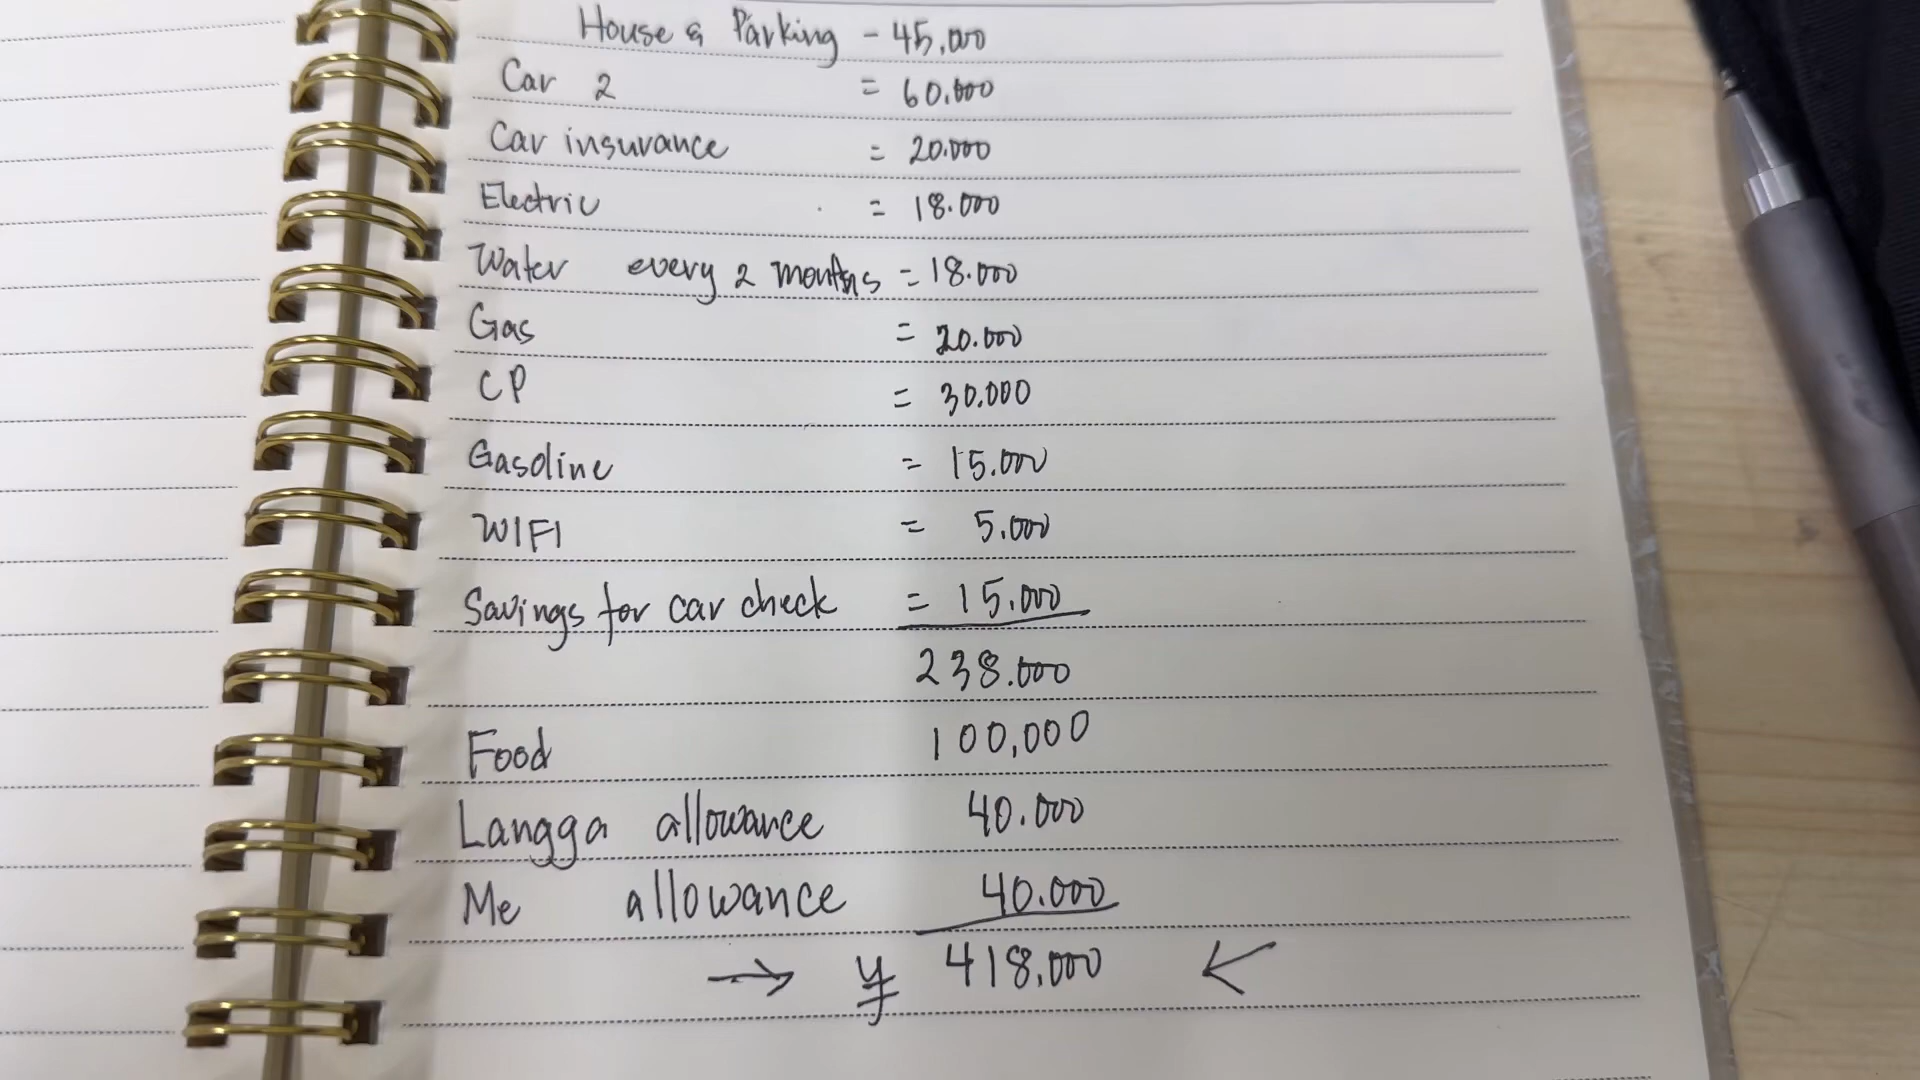 House & Parking - 45,000
Car 2 = 60.000
Car insurance = 20.000
Electric = 18.000
Water every 2 months = 18.000
Gas = 20.000
CP = 30.000
Gasoline = 15.000
WIFI = 5.000
Savings for car check = 15.000
238.000
Food 100,000
Langga allowance 40.000
Me allowance 40.000
→ ¥ 418.000 ←